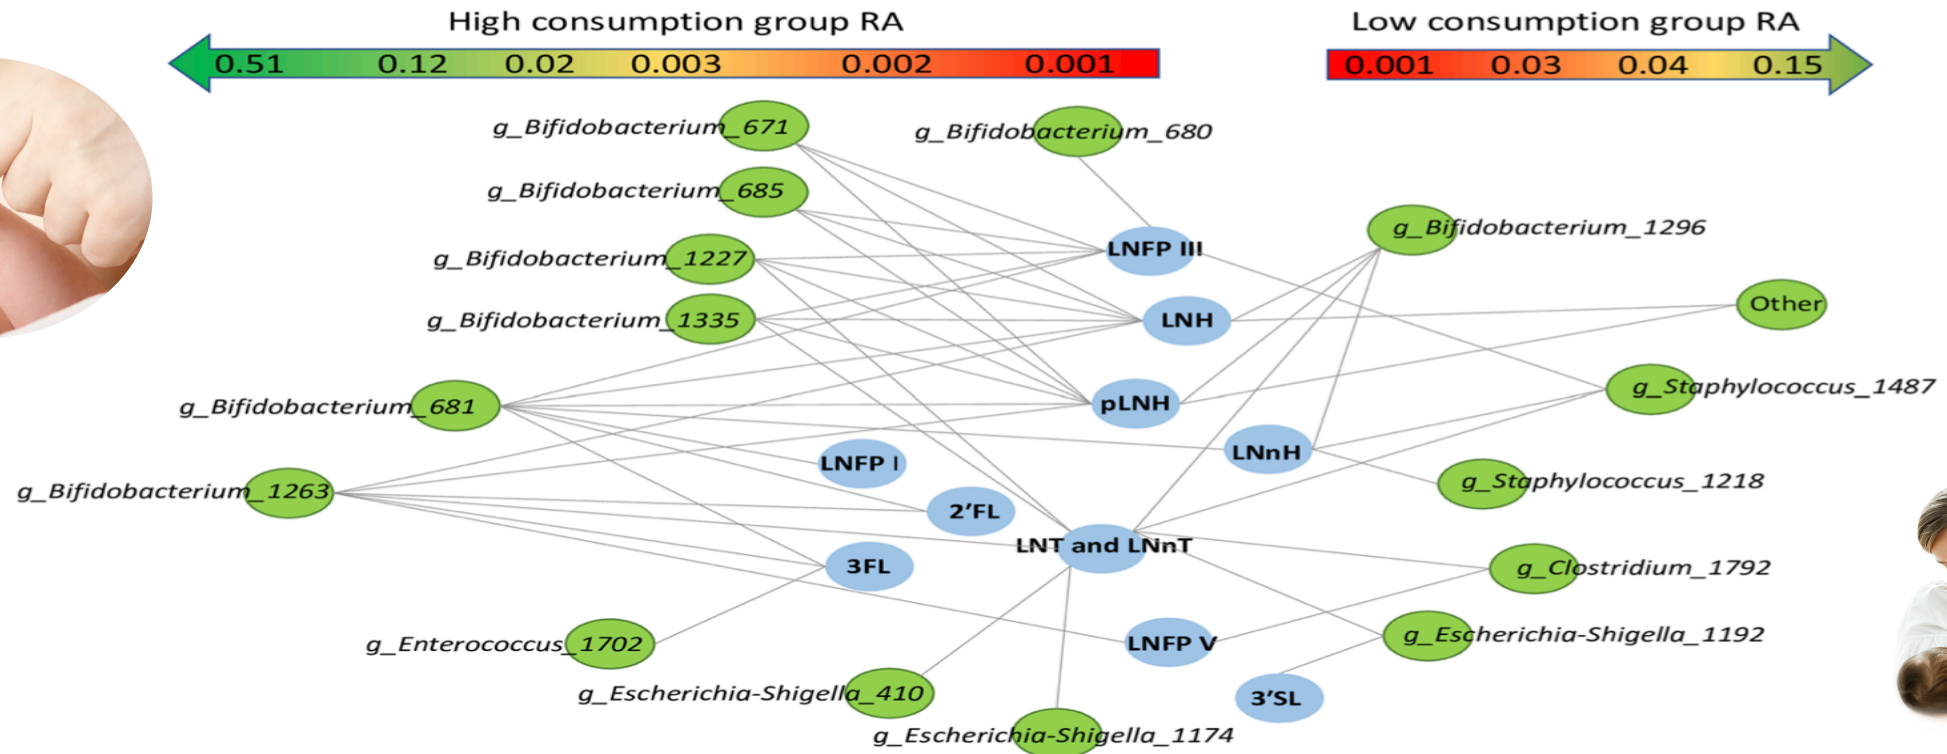 High consumption group RA
Low consumption group RA
0.51 0.12 0.02 0.003 0.002 0.001
0.001 0.03 0.04 0.15
g_Bifidobacterium_671
g_Bifidobacterium_680
g_Bifidobacterium_685
g_Bifidobacterium_1296
LNFP III
g_Bifidobacterium_1227
Other
g_Bifidobacterium_1335
LNH
g_Staphylococcus_1487
g_Bifidobacterium_681
pLNH
LNnH
LNFP I
g_Staphylococcus_1218
g_Bifidobacterium_1263
2’FL
LNT and LNnT
3FL
g_Clostridium_1792
g_Escherichia-Shigella_1192
g_Enterococcus_1702
LNFP V
g_Escherichia-Shigella_410
3’SL
g_Escherichia-Shigella_1174